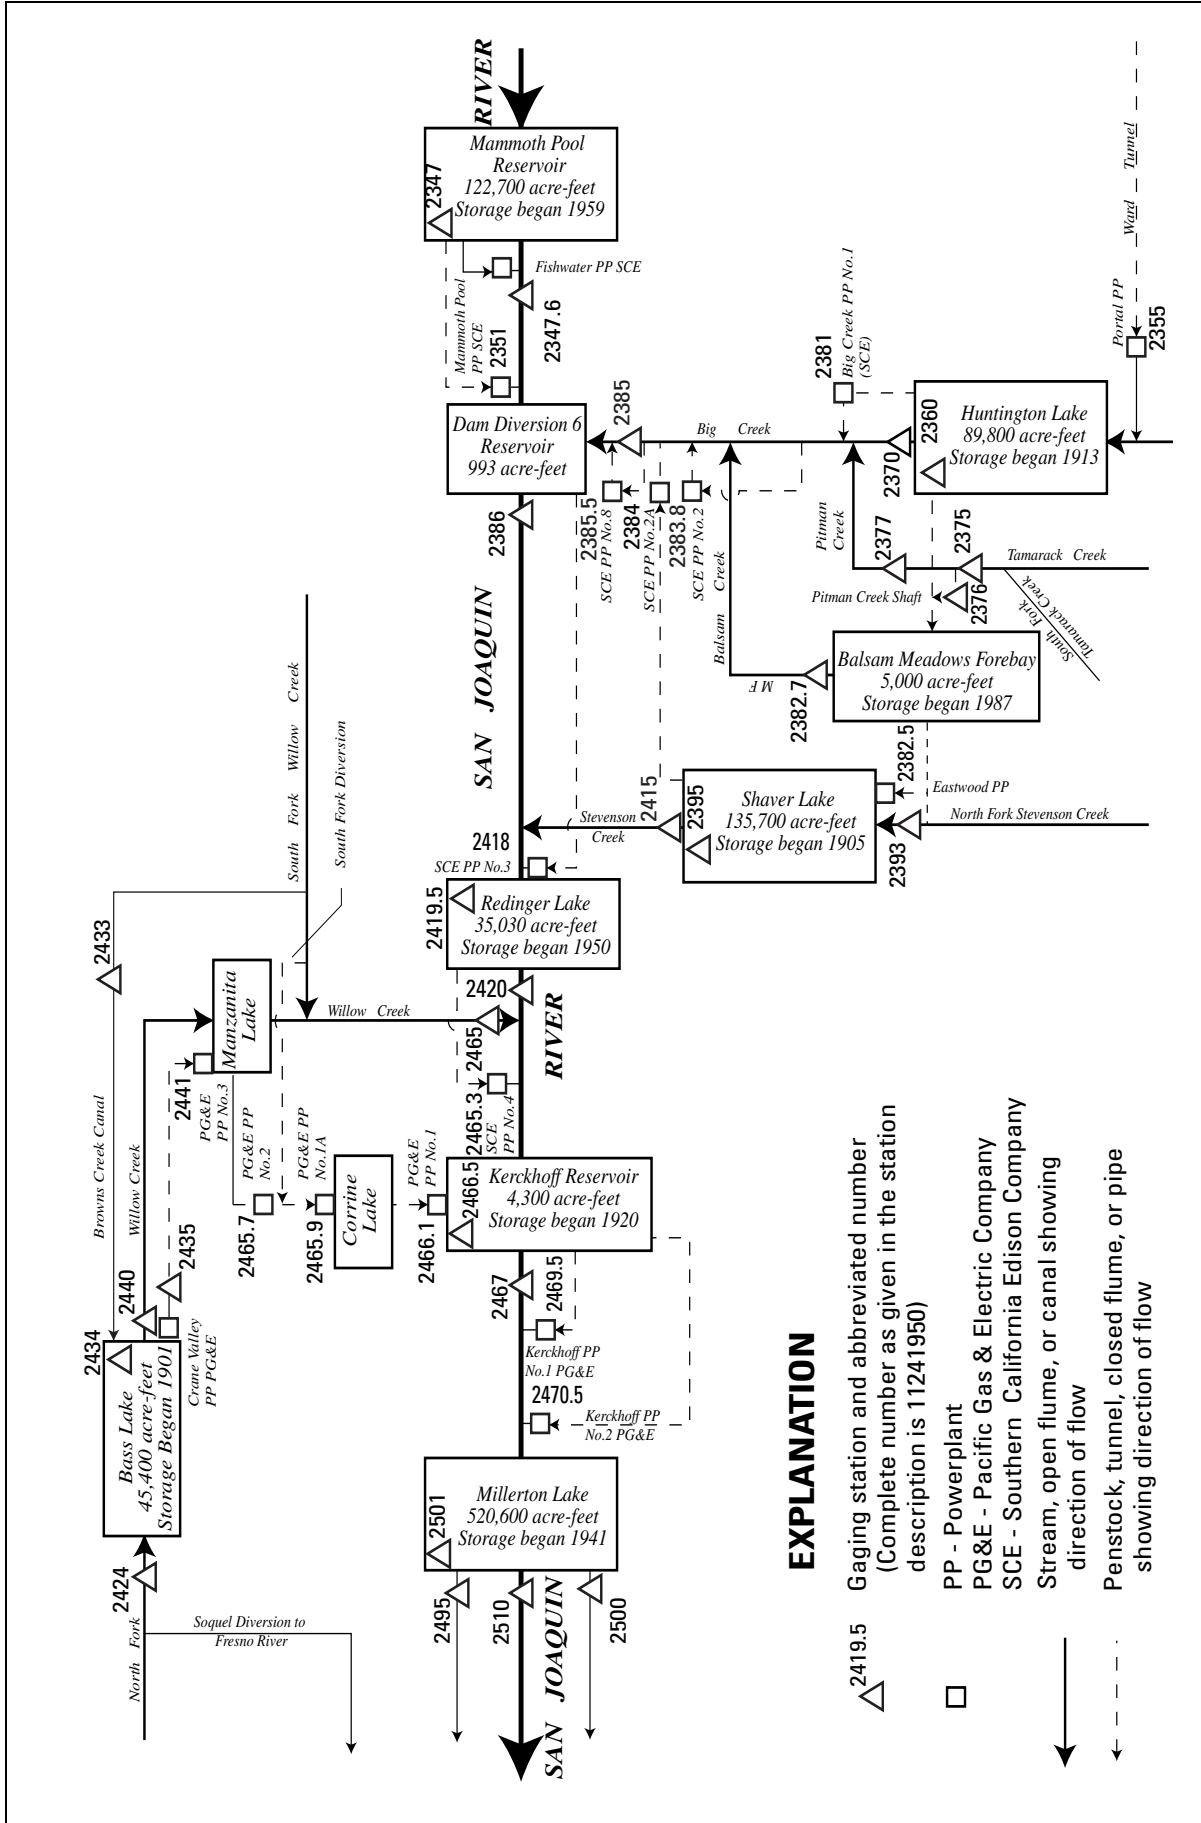 RIVER
Mammoth Pool
Reservoir
122,700 acre-feet
Storage began 1959
2347
Fishwater PP SCE
2347.6
Mammoth Pool
PP SCE
2351
Dam Diversion 6
Reservoir
993 acre-feet
2385
Big Creek
2381
Big Creek PP No.1
(SCE)
Portal PP
2355
Ward Tunnel
2360
Huntington Lake
89,800 acre-feet
Storage began 1913
2370
2386
2385.5
SCE PP No.8
2384
SCE PP No.2A
2383.8
SCE PP No.2
Pitman
Creek
2377
2375
Tamarack Creek
South Fork
Tamarack Creek
2376
Pitman Creek Shaft
Balsam Creek
M F
2382.7
Balsam Meadows Forebay
5,000 acre-feet
Storage began 1987
2382.5
Eastwood PP
North Fork Stevenson Creek
2393
2395
Shaver Lake
135,700 acre-feet
Storage began 1905
2415
Stevenson
Creek
SAN JOAQUIN
2418
SCE PP No.3
2419.5
Redinger Lake
35,030 acre-feet
Storage began 1950
2420
RIVER
South Fork Willow Creek
South Fork Diversion
2433
Browns Creek Canal
Willow Creek
Manzanita
Lake
Willow Creek
2465
2441
PG&E
PP No.3
PG&E PP
No.2
2465.7
PG&E PP
No.1A
2465.9
Corrine
Lake
PG&E
PP No.1
2466.1
2465.3
SCE
PP No.4
2466.5
Kerckhoff Reservoir
4,300 acre-feet
Storage began 1920
2467
2469.5
Kerckhoff PP
No.1 PG&E
2470.5
Kerckhoff PP
No.2 PG&E
2440
2435
Crane Valley
PP PG&E
2434
Bass Lake
45,400 acre-feet
Storage Began 1901
2424
North Fork
Soquel Diversion to
Fresno River
2501
Millerton Lake
520,600 acre-feet
Storage began 1941
2495
2510
2500
SAN JOAQUIN
EXPLANATION
2419.5
Gaging station and abbreviated number
(Complete number as given in the station
description is 11241950)
PP - Powerplant
PG&E - Pacific Gas & Electric Company
SCE - Southern California Edison Company
Stream, open flume, or canal showing
direction of flow
Penstock, tunnel, closed flume, or pipe
showing direction of flow